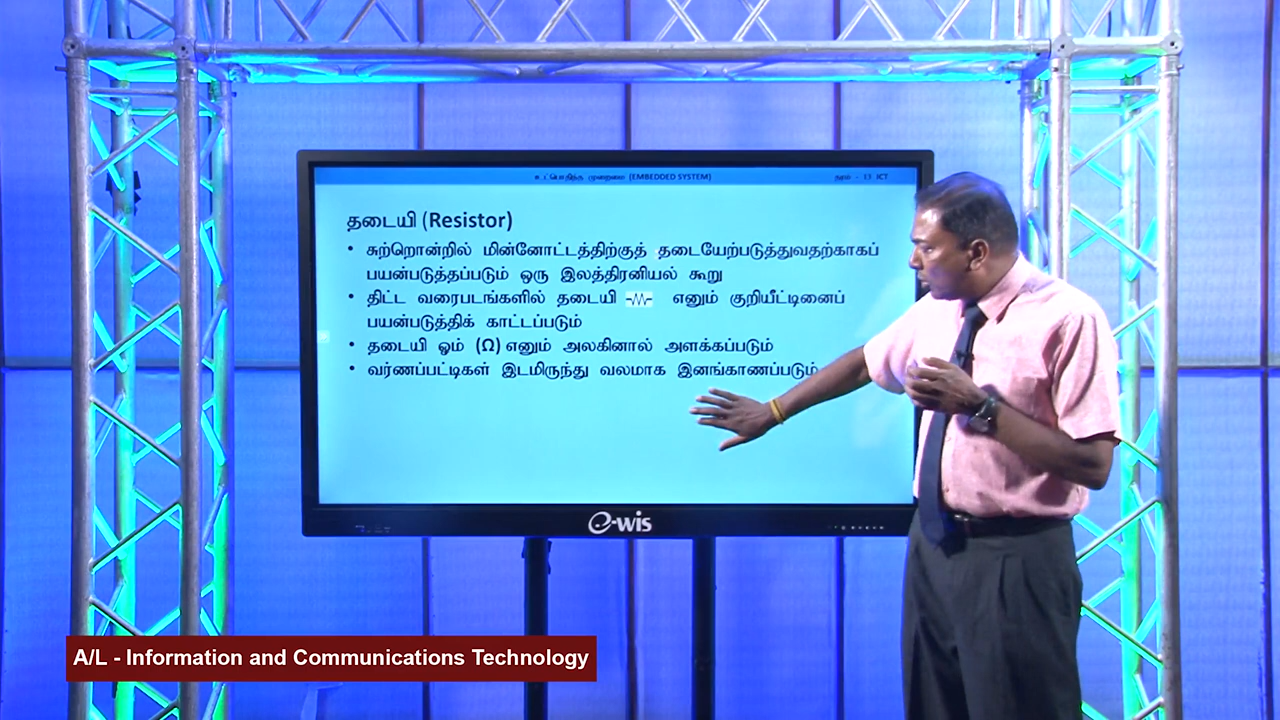 உட்பொதிந்த முறைமை (EMBEDDED SYSTEM) தரம் - 13 ICT
தடையி (Resistor)
• சுற்றொன்றில் மின்னோட்டத்திற்குத் தடையேற்படுத்துவதற்காகப்
பயன்படுத்தப்படும் ஒரு இலத்திரனியல் கூறு
• திட்ட வரைபடங்களில் தடையி எனும் குறியீட்டினைப்
பயன்படுத்திக் காட்டப்படும்
• தடையி ஓம் (Ω) எனும் அலகினால் அளக்கப்படும்
• வர்ணப்பட்டிகள் இடமிருந்து வலமாக இனங்காணப்படும்
e-wis
A/L - Information and Communications Technology